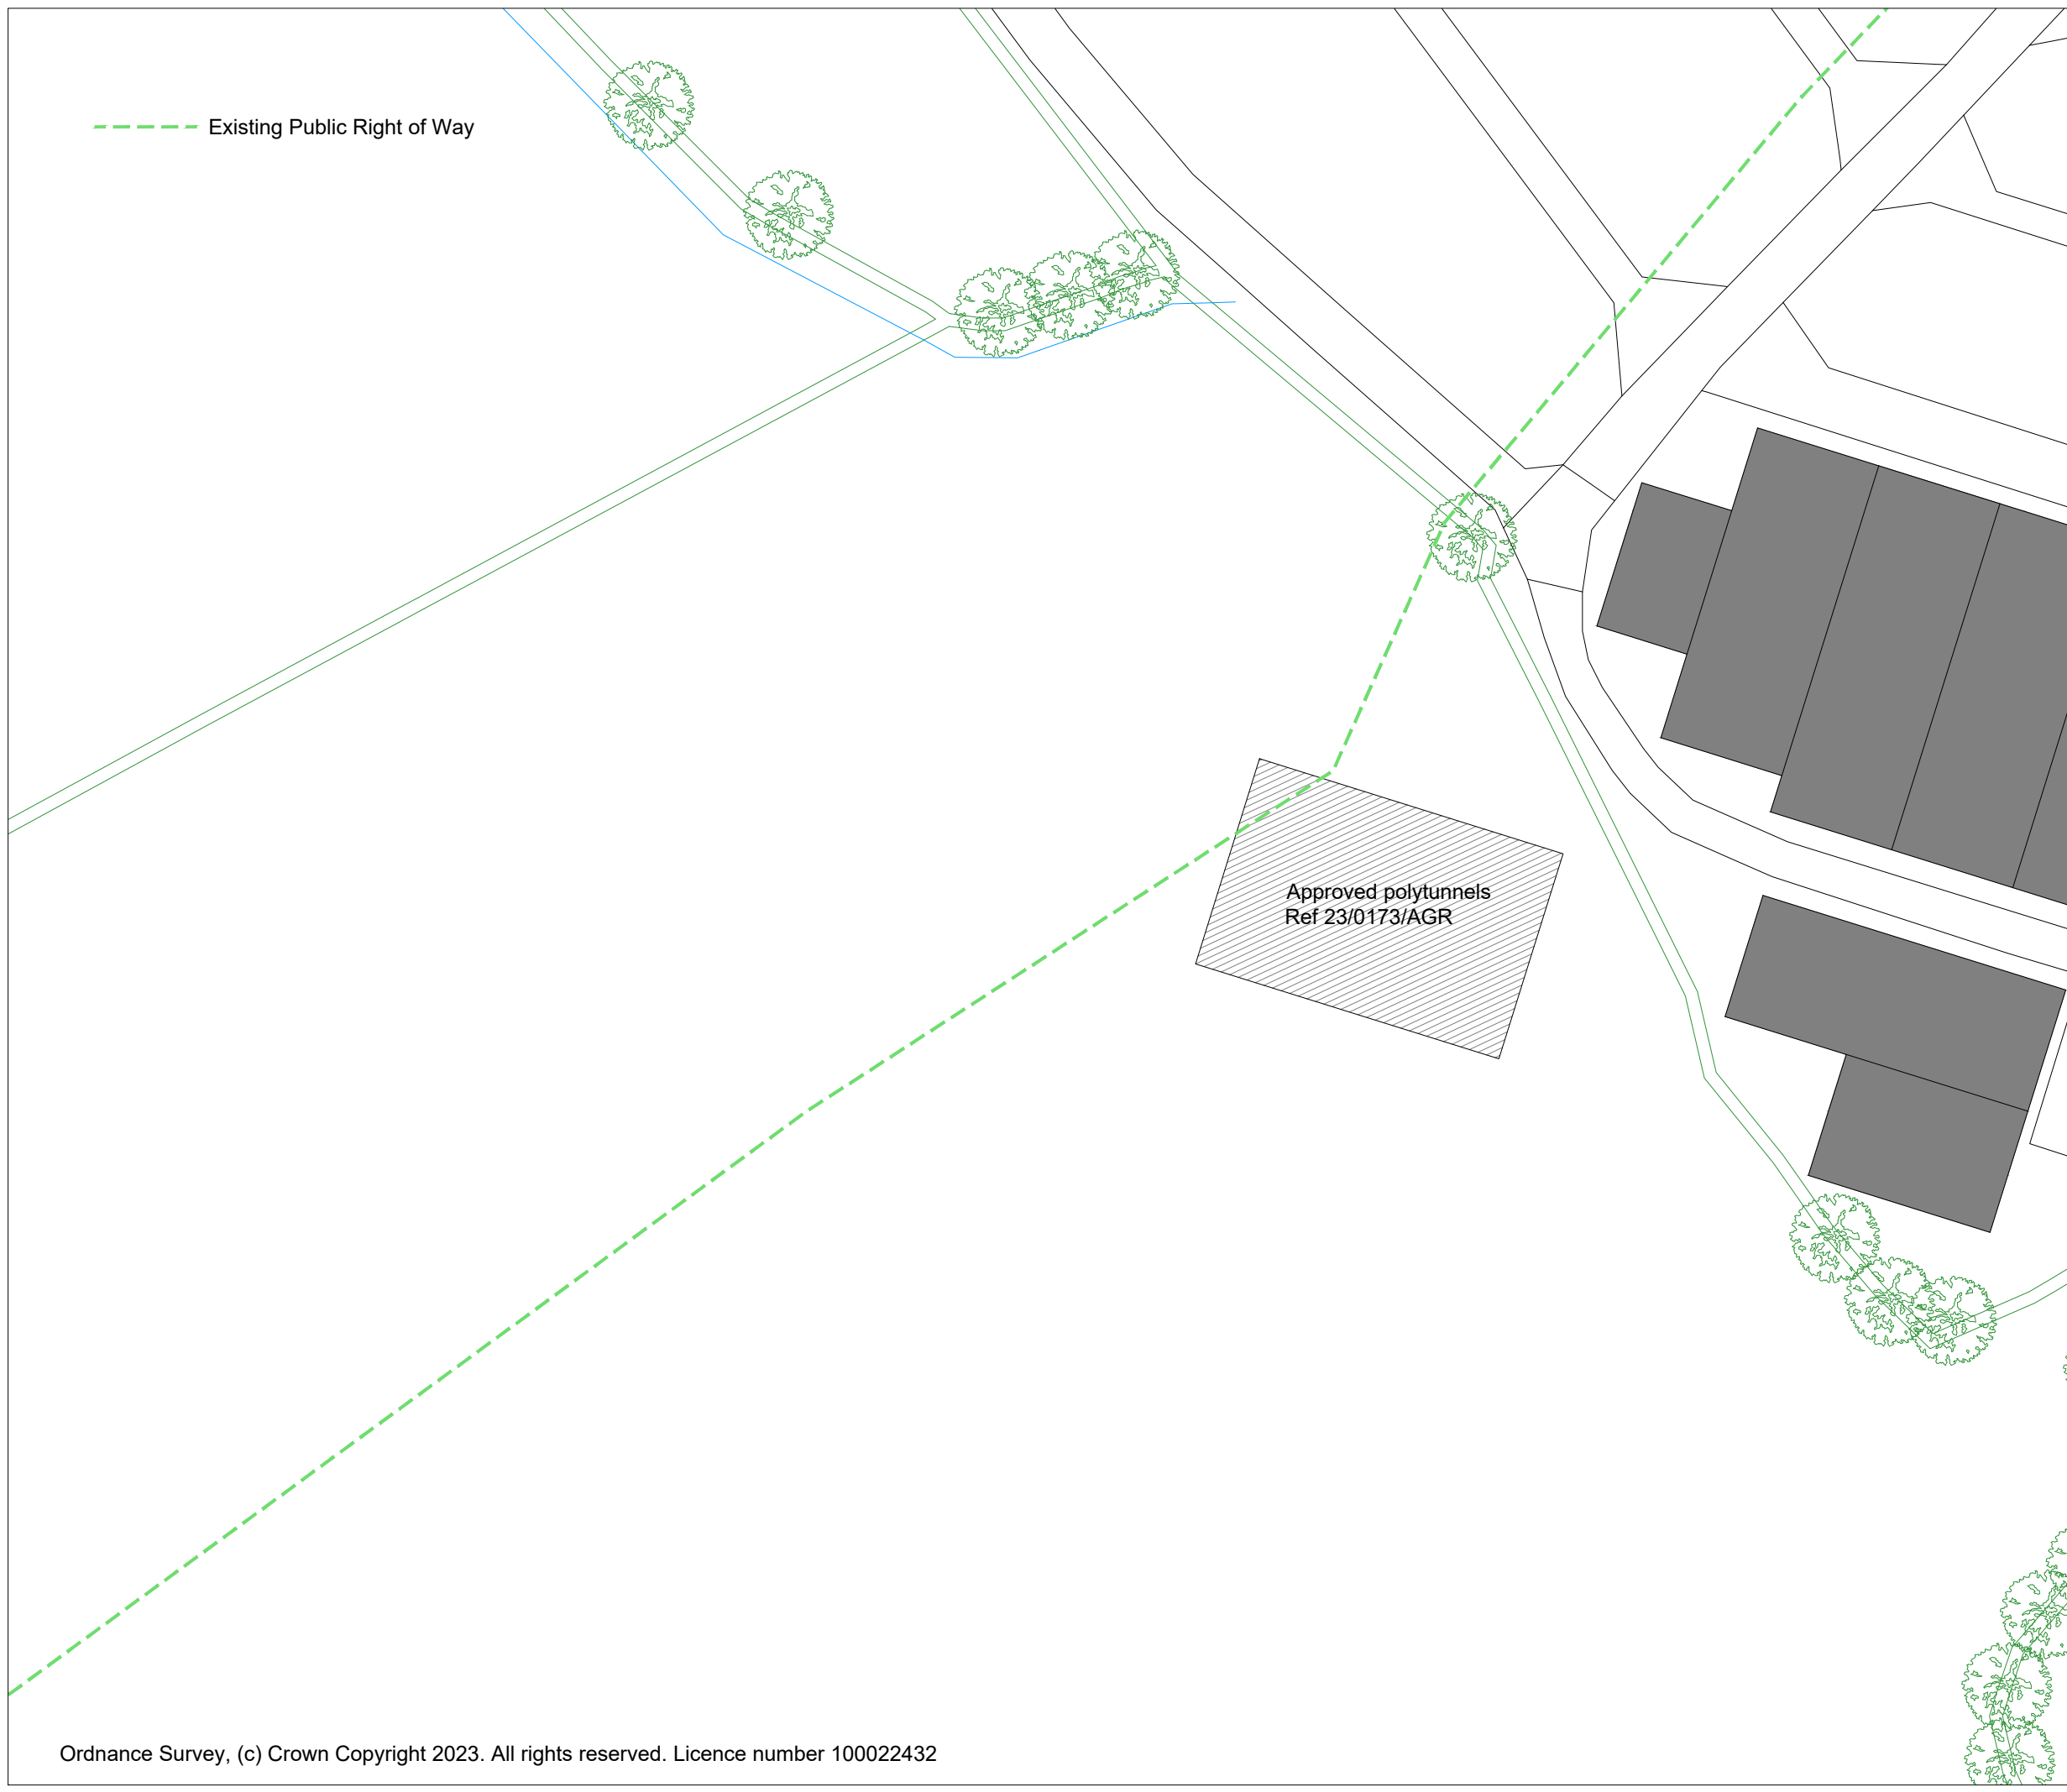 Existing Public Right of Way
Approved polytunnels
Ref 23/0173/AGR
Ordnance Survey, (c) Crown Copyright 2023. All rights reserved. Licence number 100022432